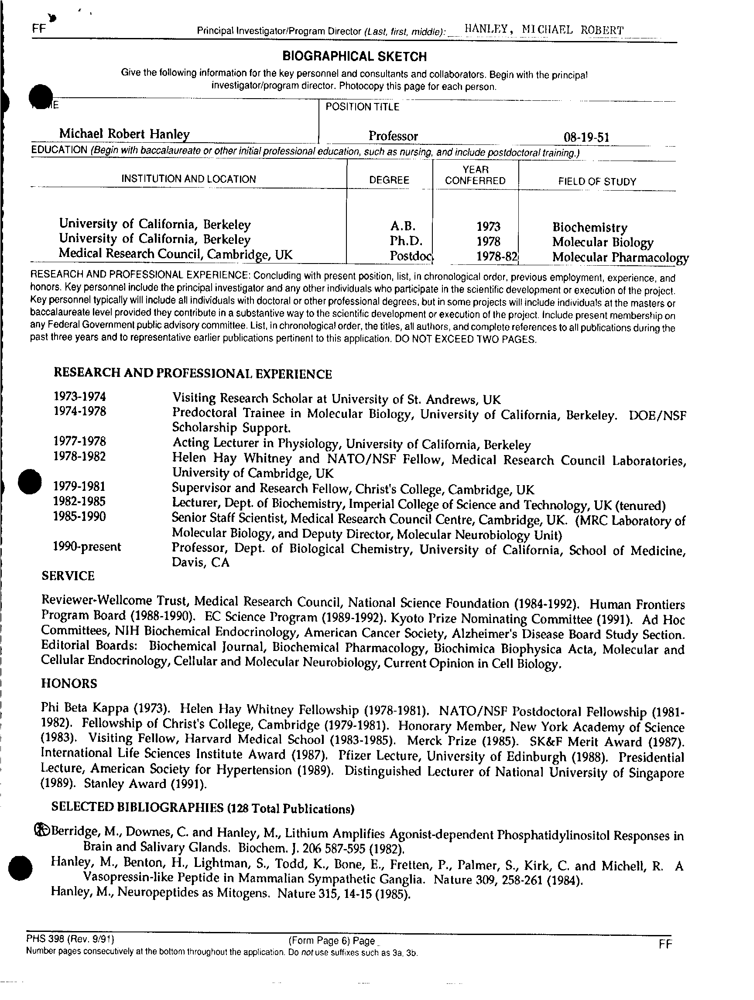 FF
Principal Investigator/Program Director (Last, first, middle): HANLEY, MICHAEL ROBERT
BIOGRAPHICAL SKETCH
Give the following information for the key personnel and consultants and collaborators. Begin with the principal
investigator/program director. Photocopy this page for each person.
POSITION TITLE
Michael Robert Hanley Professor 08-19-51
EDUCATION (Begin with baccalaureate or other initial professional education, such as nursing, and include postdoctoral training.)
INSTITUTION AND LOCATION DEGREE YEAR CONFERRED FIELD OF STUDY
University of California, Berkeley A.B. 1973 Biochemistry
University of California, Berkeley Ph.D. 1978 Molecular Biology
Medical Research Council, Cambridge, UK Postdoc 1978-82 Molecular Pharmacology
RESEARCH AND PROFESSIONAL EXPERIENCE: Concluding with present position, list, in chronological order, previous employment, experience, and
honors. Key personnel include the principal investigator and any other individuals who participate in the scientific development or execution of the project.
Key personnel typically will include all individuals with doctoral or other professional degrees, but in some projects will include individuals at the masters or
baccalaureate level provided they contribute in a substantive way to the scientific development or execution of the project. Include present membership on
any Federal Government public advisory committee. List, in chronological order, the titles, all authors, and complete references to all publications during the
past three years and to representative earlier publications pertinent to this application. DO NOT EXCEED TWO PAGES.
RESEARCH AND PROFESSIONAL EXPERIENCE
1973-1974 Visiting Research Scholar at University of St. Andrews, UK
1974-1978 Predoctoral Trainee in Molecular Biology, University of California, Berkeley. DOE/NSF
Scholarship Support.
1977-1978 Acting Lecturer in Physiology, University of California, Berkeley
1978-1982 Helen Hay Whitney and NATO/NSF Fellow, Medical Research Council Laboratories,
University of Cambridge, UK
1979-1981 Supervisor and Research Fellow, Christ's College, Cambridge, UK
1982-1985 Lecturer, Dept. of Biochemistry, Imperial College of Science and Technology, UK (tenured)
1985-1990 Senior Staff Scientist, Medical Research Council Centre, Cambridge, UK. (MRC Laboratory of
Molecular Biology, and Deputy Director, Molecular Neurobiology Unit)
1990-present Professor, Dept. of Biological Chemistry, University of California, School of Medicine,
Davis, CA
SERVICE
Reviewer-Wellcome Trust, Medical Research Council, National Science Foundation (1984-1992). Human Frontiers
Program Board (1988-1990). EC Science Program (1989-1992). Kyoto Prize Nominating Committee (1991). Ad Hoc
Committees, NIH Biochemical Endocrinology, American Cancer Society, Alzheimer's Disease Board Study Section.
Editorial Boards: Biochemical Journal, Biochemical Pharmacology, Biochimica Biophysica Acta, Molecular and
Cellular Endocrinology, Cellular and Molecular Neurobiology, Current Opinion in Cell Biology.
HONORS
Phi Beta Kappa (1973). Helen Hay Whitney Fellowship (1978-1981). NATO/NSF Postdoctoral Fellowship (1981-
1982). Fellowship of Christ's College, Cambridge (1979-1981). Honorary Member, New York Academy of Science
(1983). Visiting Fellow, Harvard Medical School (1983-1985). Merck Prize (1985). SK&F Merit Award (1987).
International Life Sciences Institute Award (1987). Pfizer Lecture, University of Edinburgh (1988). Presidential
Lecture, American Society for Hypertension (1989). Distinguished Lecturer of National University of Singapore
(1989). Stanley Award (1991).
SELECTED BIBLIOGRAPHIES (128 Total Publications)
Berridge, M., Downes, C. and Hanley, M., Lithium Amplifies Agonist-dependent Phosphatidylinositol Responses in
Brain and Salivary Glands. Biochem. J. 206 587-595 (1982).
Hanley, M., Benton, H., Lightman, S., Todd, K., Bone, E., Fretten, P., Palmer, S., Kirk, C. and Michell, R. A
Vasopressin-like Peptide in Mammalian Sympathetic Ganglia. Nature 309, 258-261 (1984).
Hanley, M., Neuropeptides as Mitogens. Nature 315, 14-15 (1985).
PHS 398 (Rev. 9/91) (Form Page 6) Page FF
Number pages consecutively at the bottom throughout the application. Do not use suffixes such as 3a, 3b.